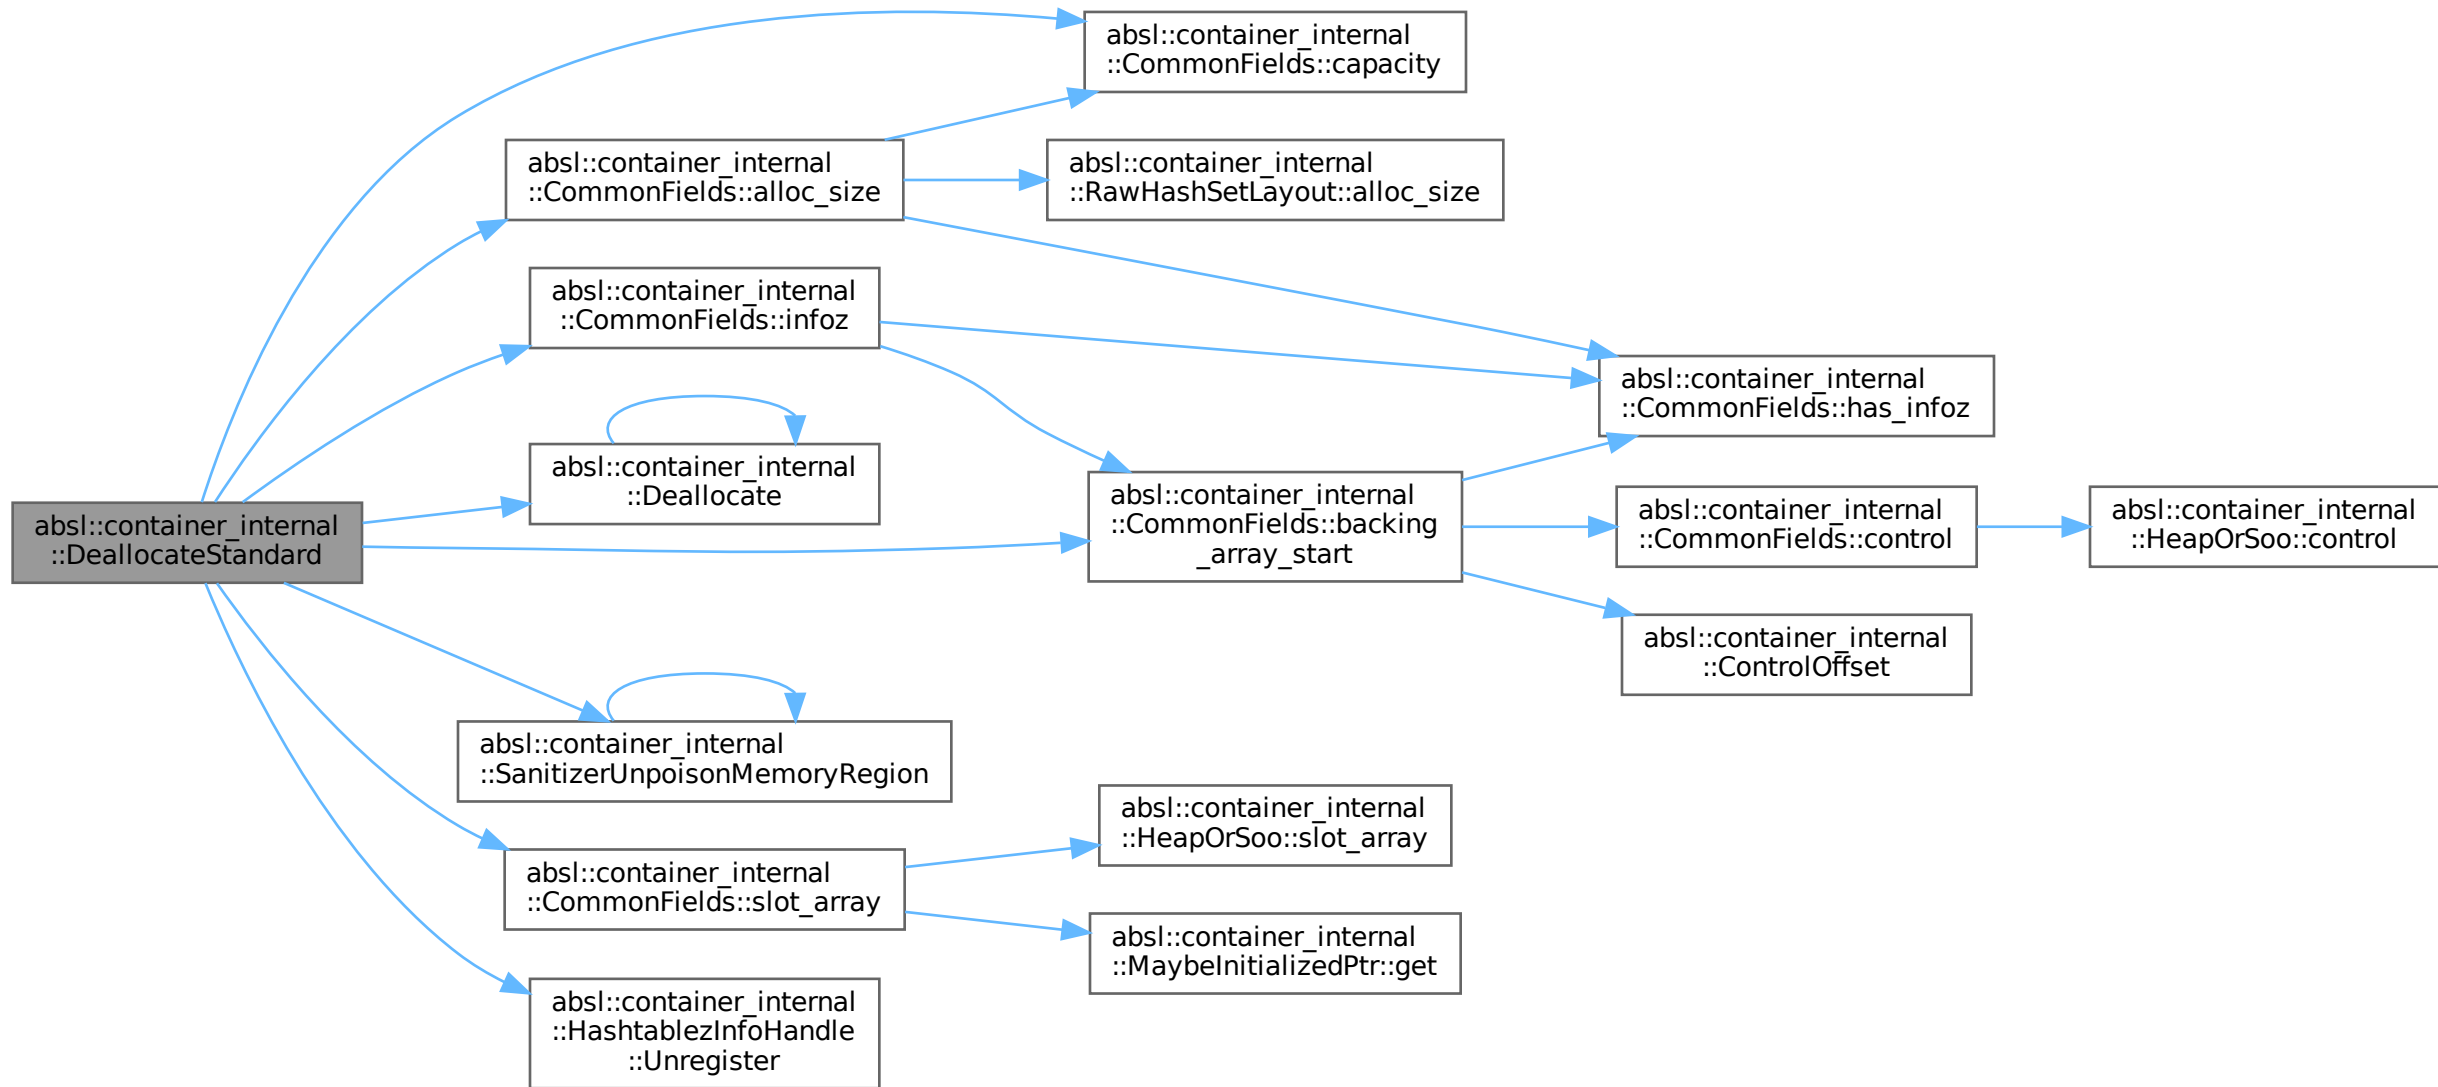 absl::container_internal
::CommonFields::capacity
absl::container_internal
::CommonFields::alloc_size
absl::container_internal
::RawHashSetLayout::alloc_size
absl::container_internal
::CommonFields::infoz
absl::container_internal
::CommonFields::has_infoz
absl::container_internal
::Deallocate
absl::container_internal
::DeallocateStandard
absl::container_internal
::CommonFields::backing
_array_start
absl::container_internal
::CommonFields::control
absl::container_internal
::HeapOrSoo::control
absl::container_internal
::ControlOffset
absl::container_internal
::SanitizerUnpoisonMemoryRegion
absl::container_internal
::HeapOrSoo::slot_array
absl::container_internal
::CommonFields::slot_array
absl::container_internal
::MaybeInitializedPtr::get
absl::container_internal
::HashtablezInfoHandle
::Unregister